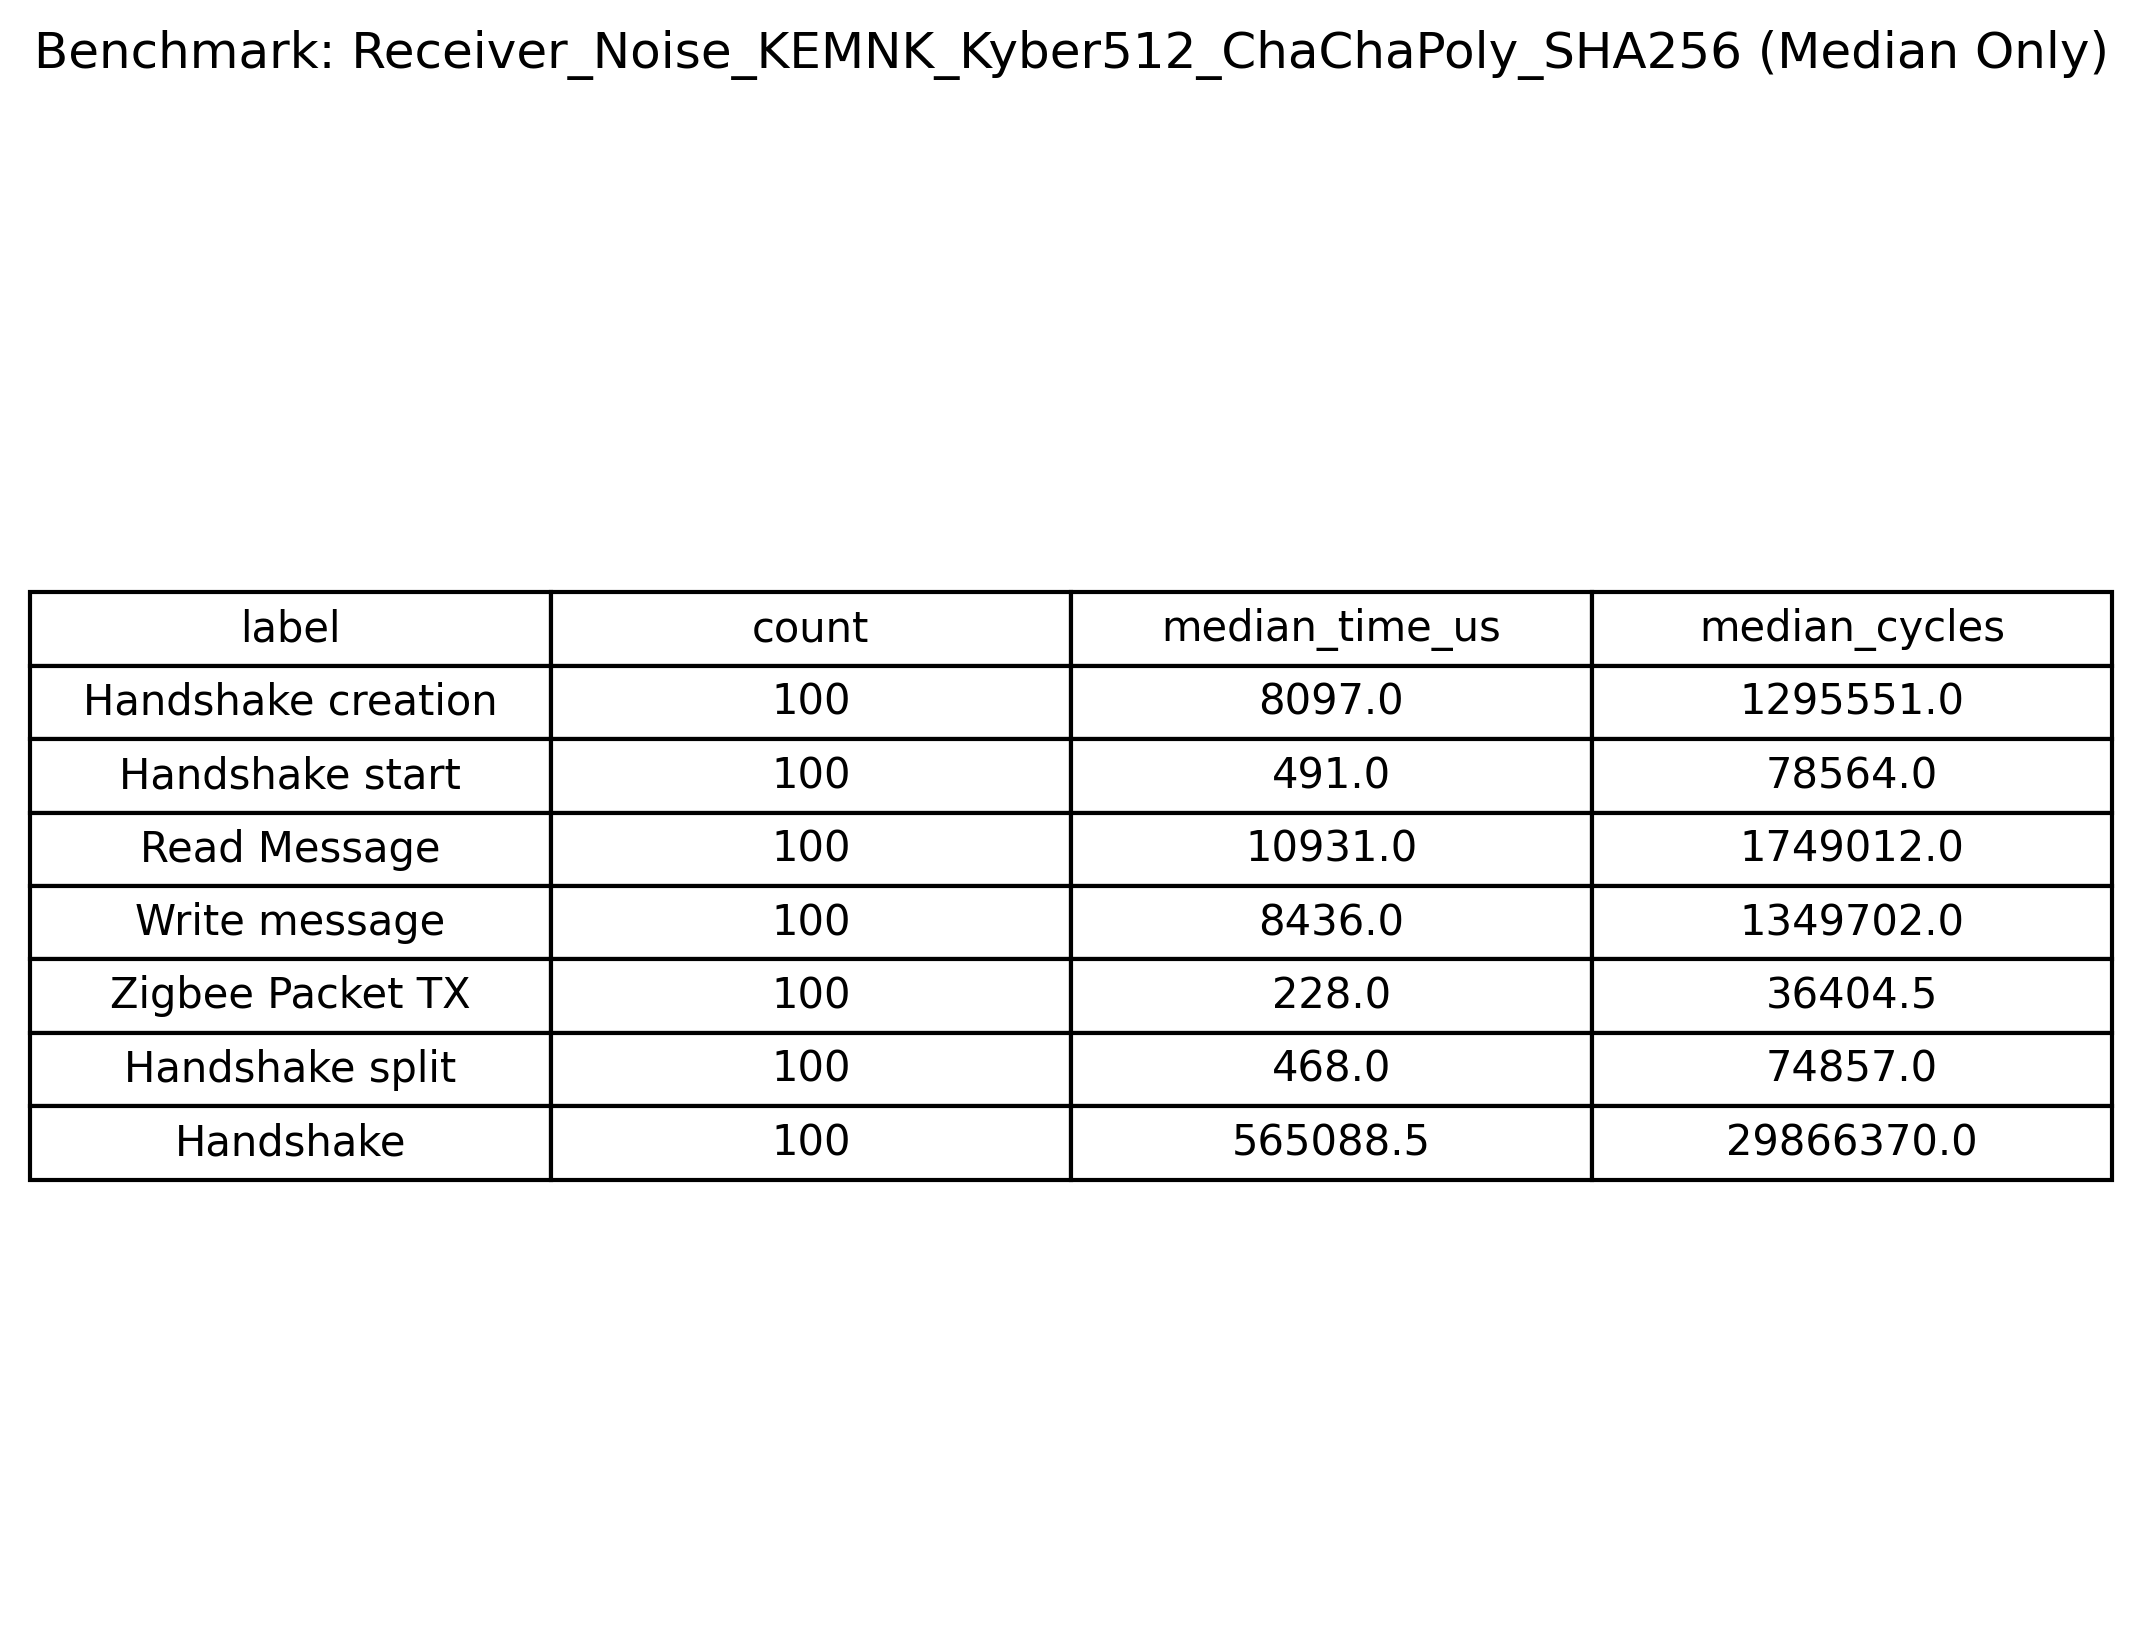 Benchmark: Receiver_Noise_KEMNK_Kyber512_ChaChaPoly_SHA256 (Median Only)
label count median_time_us median_cycles
Handshake creation 100 8097.0 1295551.0
Handshake start 100 491.0 78564.0
Read Message 100 10931.0 1749012.0
Write message 100 8436.0 1349702.0
Zigbee Packet TX 100 228.0 36404.5
Handshake split 100 468.0 74857.0
Handshake 100 565088.5 29866370.0